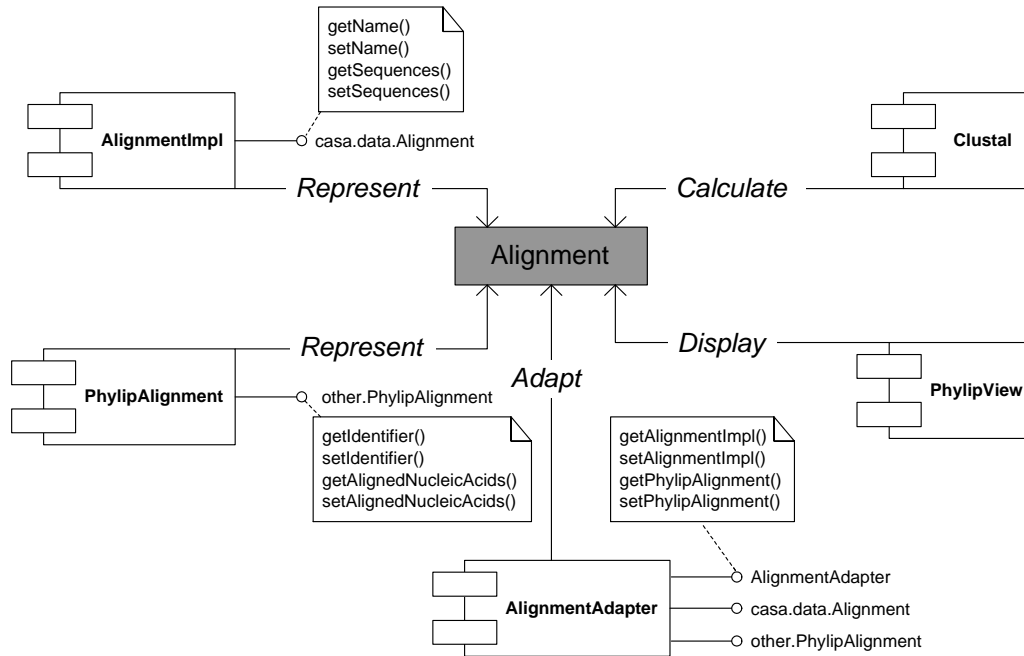 getName()
setName()
getSequences()
setSequences()
AlignmentImpl
casa.data.Alignment
Clustal
Represent
Calculate
Alignment
Represent
Display
Adapt
PhylipAlignment
other.PhylipAlignment
PhylipView
getIdentifier()
setIdentifier()
getAlignedNucleicAcids()
setAlignedNucleicAcids()
getAlignmentImpl()
setAlignmentImpl()
getPhylipAlignment()
setPhylipAlignment()
AlignmentAdapter
AlignmentAdapter
casa.data.Alignment
other.PhylipAlignment